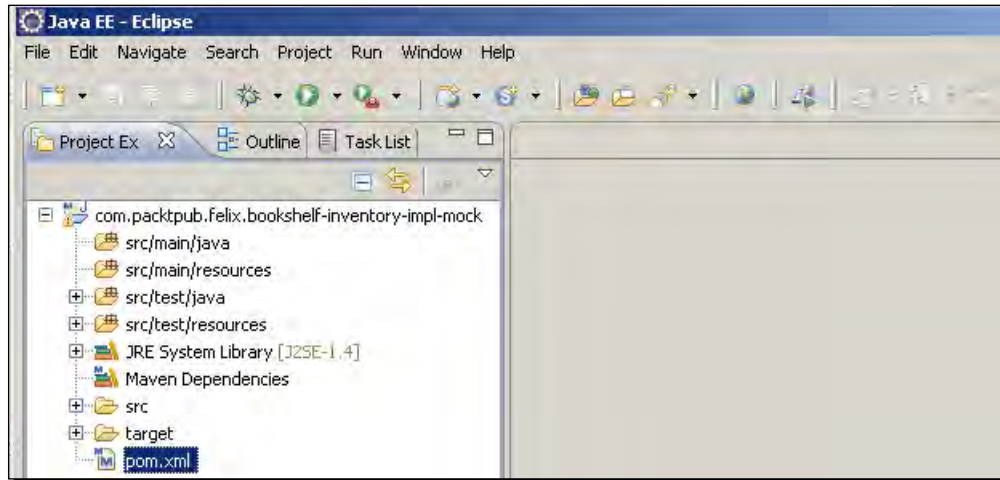 Java EE - Eclipse
File Edit Navigate Search Project Run Window Help
Project Ex Outline Task List
com.packtpub.felix.bookshelf-inventory-impl-mock
src/main/java
src/main/resources
src/test/java
src/test/resources
JRE System Library [J2SE-1.4]
Maven Dependencies
src
target
pom.xml